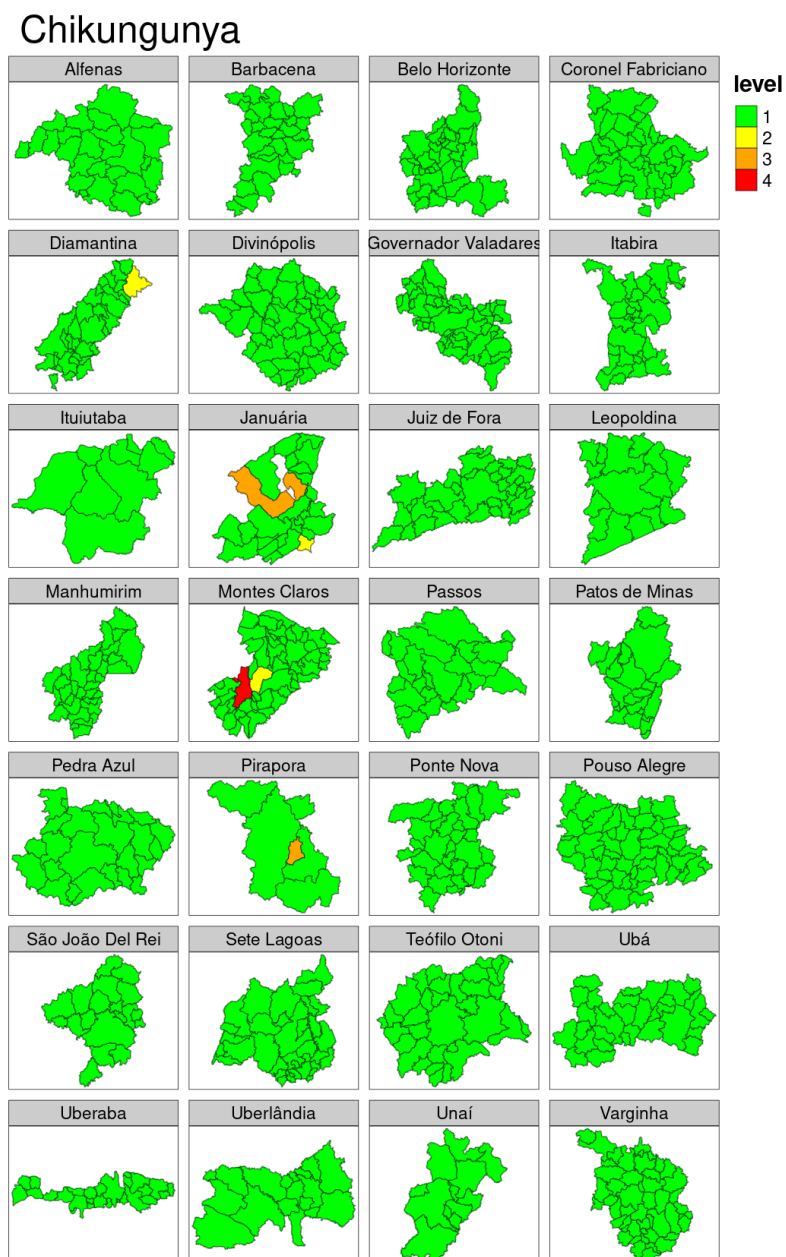 Chikungunya
Alfenas
Barbacena
Belo Horizonte
Coronel Fabriciano
level
1
2
3
4
Diamantina
Divinópolis
Governador Valadares
Itabira
Ituiutaba
Januária
Juiz de Fora
Leopoldina
Manhumirim
Montes Claros
Passos
Patos de Minas
Pedra Azul
Pirapora
Ponte Nova
Pouso Alegre
São João Del Rei
Sete Lagoas
Teófilo Otoni
Ubá
Uberaba
Uberlândia
Unaí
Varginha